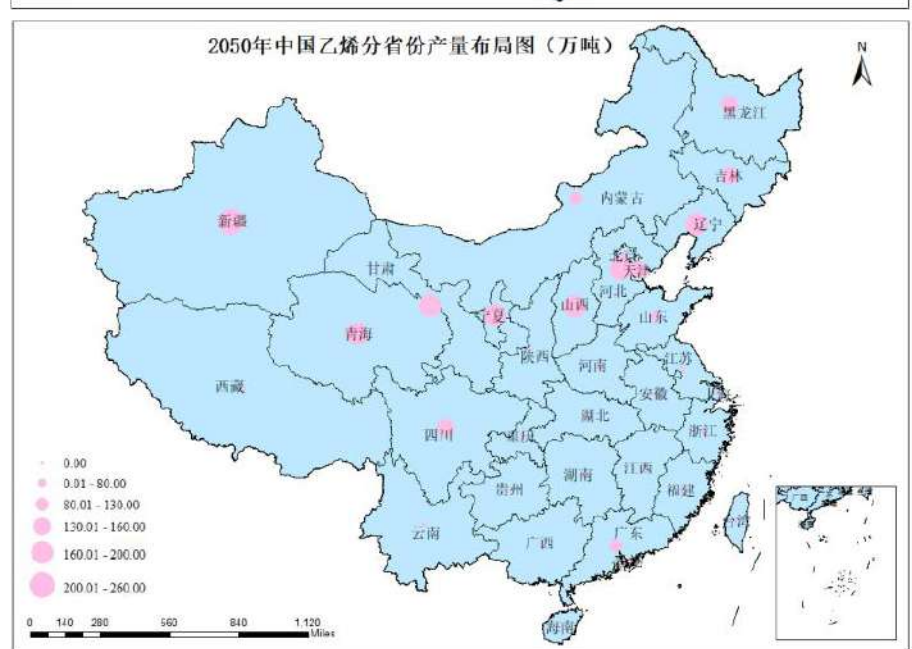 2050年中国乙烯分省份产量布局图（万吨）
N
黑龙江
吉林
内蒙古
辽宁
新疆
北京
天津
甘肃
河北
山西
宁夏
山东
青海
陕西
河南
江苏
西藏
安徽
湖北
四川
重庆
浙江
湖南
江西
贵州
福建
云南
广西
广东
台湾
海南
广西
0.00
0.01 - 80.00
80.01 - 130.00
130.01 - 160.00
160.01 - 200.00
200.01 - 260.00
0 140 280 560 840 1,120
Miles